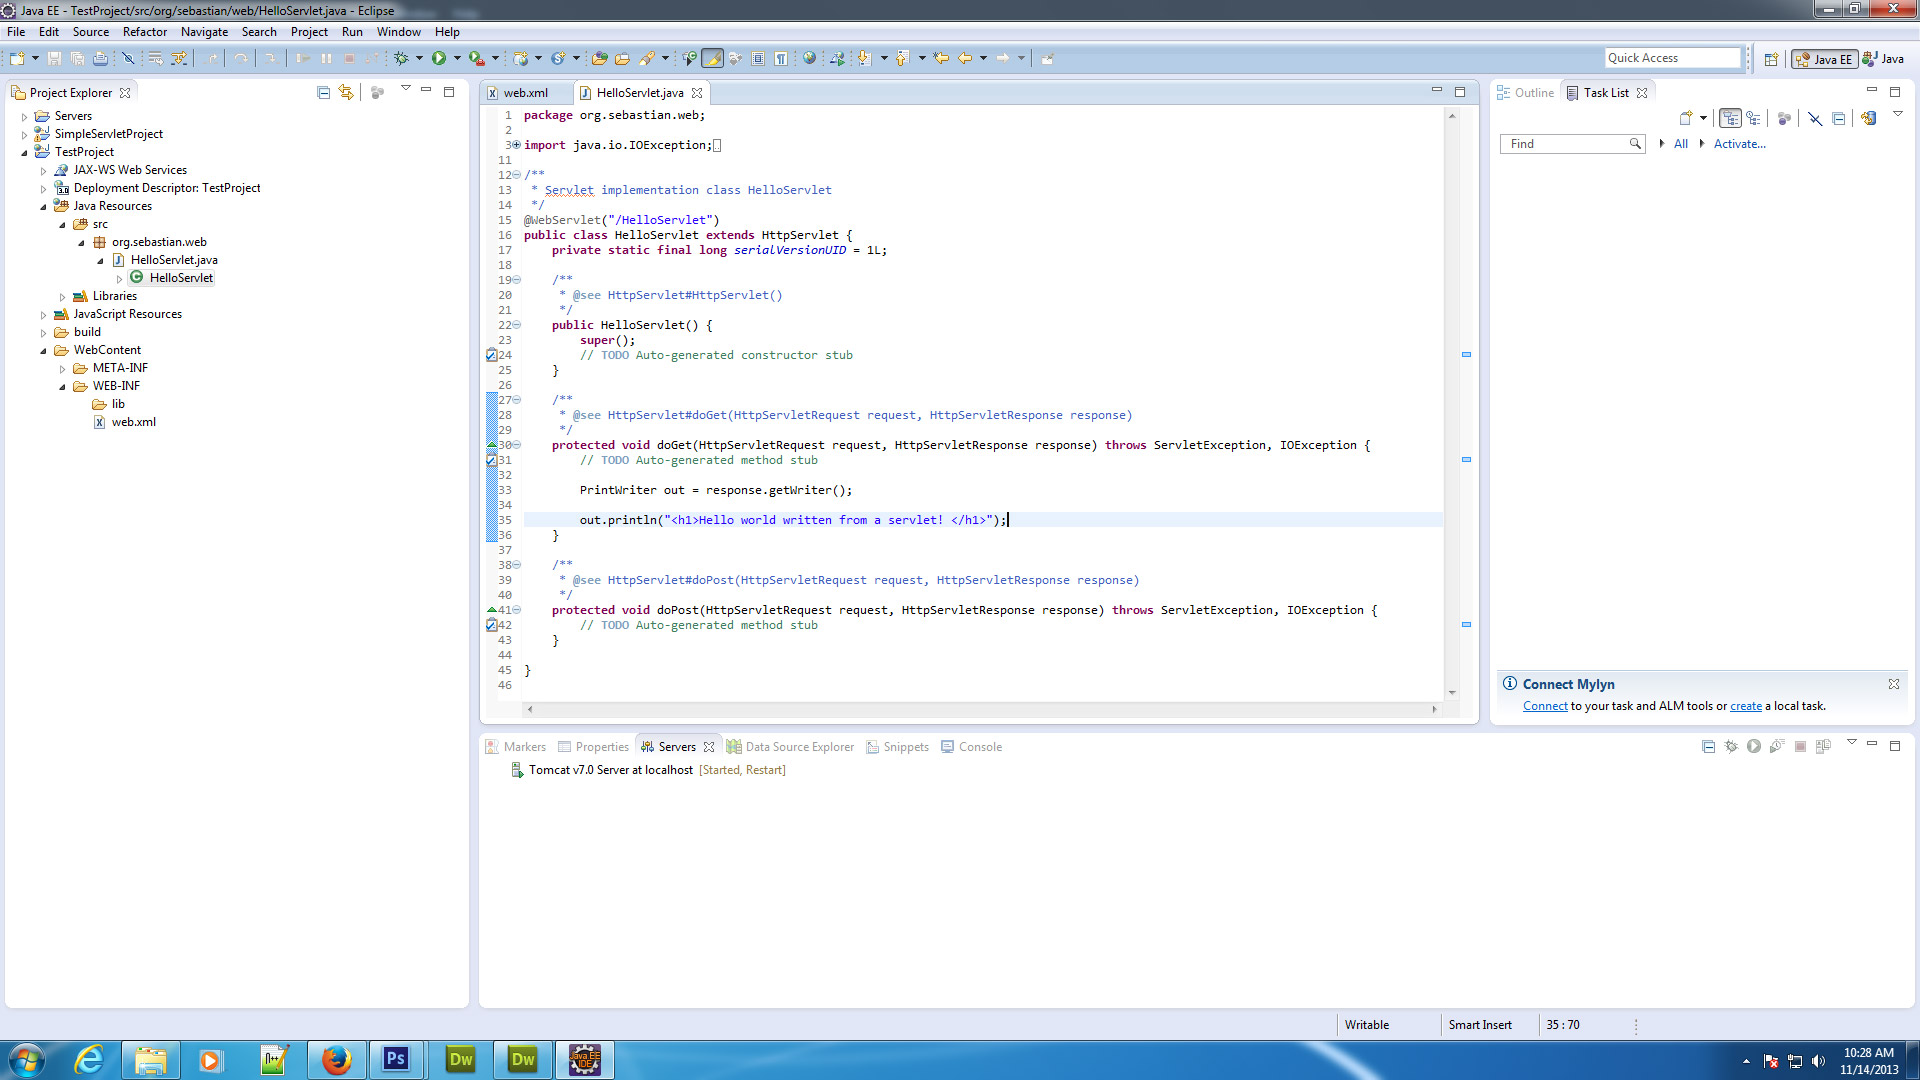 Java EE - TestProject/src/org/sebastian/web/HelloServlet.java - Eclipse
File Edit Source Refactor Navigate Search Project Run Window Help
Quick Access
Java EE
Java
Project Explorer
Servers
SimpleServletProject
TestProject
JAX-WS Web Services
Deployment Descriptor: TestProject
Java Resources
src
org.sebastian.web
HelloServlet.java
HelloServlet
Libraries
JavaScript Resources
build
WebContent
META-INF
WEB-INF
lib
web.xml
web.xml
HelloServlet.java
1 package org.sebastian.web;
2
3 import java.io.IOException;
11
12 /**
13 * Servlet implementation class HelloServlet
14 */
15 @WebServlet("/HelloServlet")
16 public class HelloServlet extends HttpServlet {
17 private static final long serialVersionUID = 1L;
18
19 /**
20 * @see HttpServlet#HttpServlet()
21 */
22 public HelloServlet() {
23 super();
24 // TODO Auto-generated constructor stub
25 }
26
27 /**
28 * @see HttpServlet#doGet(HttpServletRequest request, HttpServletResponse response)
29 */
30 protected void doGet(HttpServletRequest request, HttpServletResponse response) throws ServletException, IOException {
31 // TODO Auto-generated method stub
32
33 PrintWriter out = response.getWriter();
34
35 out.println("<h1>Hello world written from a servlet! </h1>");
36 }
37
38 /**
39 * @see HttpServlet#doPost(HttpServletRequest request, HttpServletResponse response)
40 */
41 protected void doPost(HttpServletRequest request, HttpServletResponse response) throws ServletException, IOException {
42 // TODO Auto-generated method stub
43 }
44
45 }
46
Outline
Task List
Find
All
Activate...
Connect Mylyn
Connect to your task and ALM tools or create a local task.
Markers Properties Servers Data Source Explorer Snippets Console
Tomcat v7.0 Server at localhost [Started, Restart]
Writable
Smart Insert
35 : 70
Ps
Dw
Dw
Java EE
IDE
10:28 AM
11/14/2013